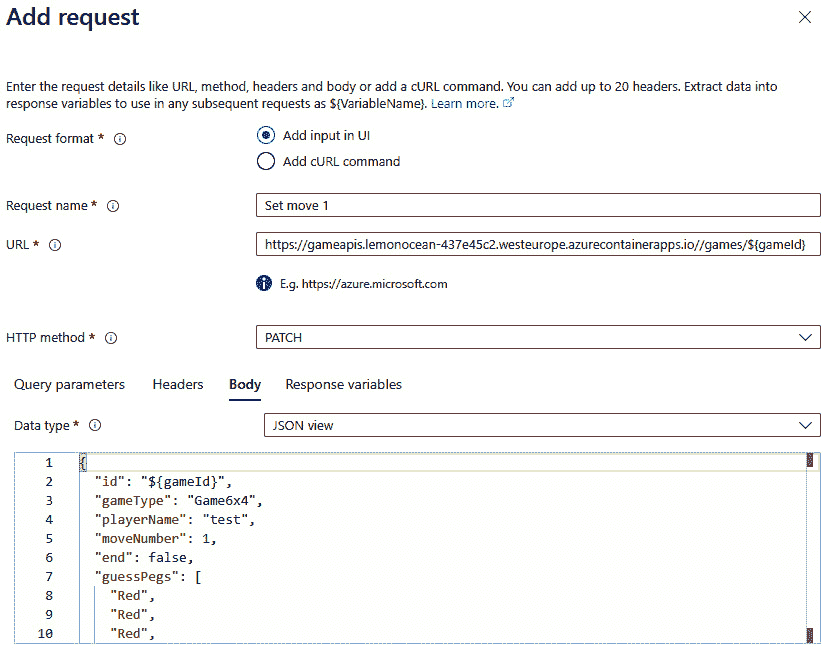 Add request
Enter the request details like URL, method, headers and body or add a cURL command. You can add up to 20 headers. Extract data into
response variables to use in any subsequent requests as ${VariableName}. Learn more.
Request format *
Add input in UI
Add cURL command
Request name *
Set move 1
URL *
https://gameapis.lemonocean-437e45c2.westeurope.azurecontainerapps.io//games/${gameId}
E.g. https://azure.microsoft.com
HTTP method *
PATCH
Query parameters Headers Body Response variables
Data type *
JSON view
1 {
2 "id": "${gameId}",
3 "gameType": "Game6x4",
4 "playerName": "test",
5 "moveNumber": 1,
6 "end": false,
7 "guessPegs": [
8 "Red",
9 "Red",
10 "Red",